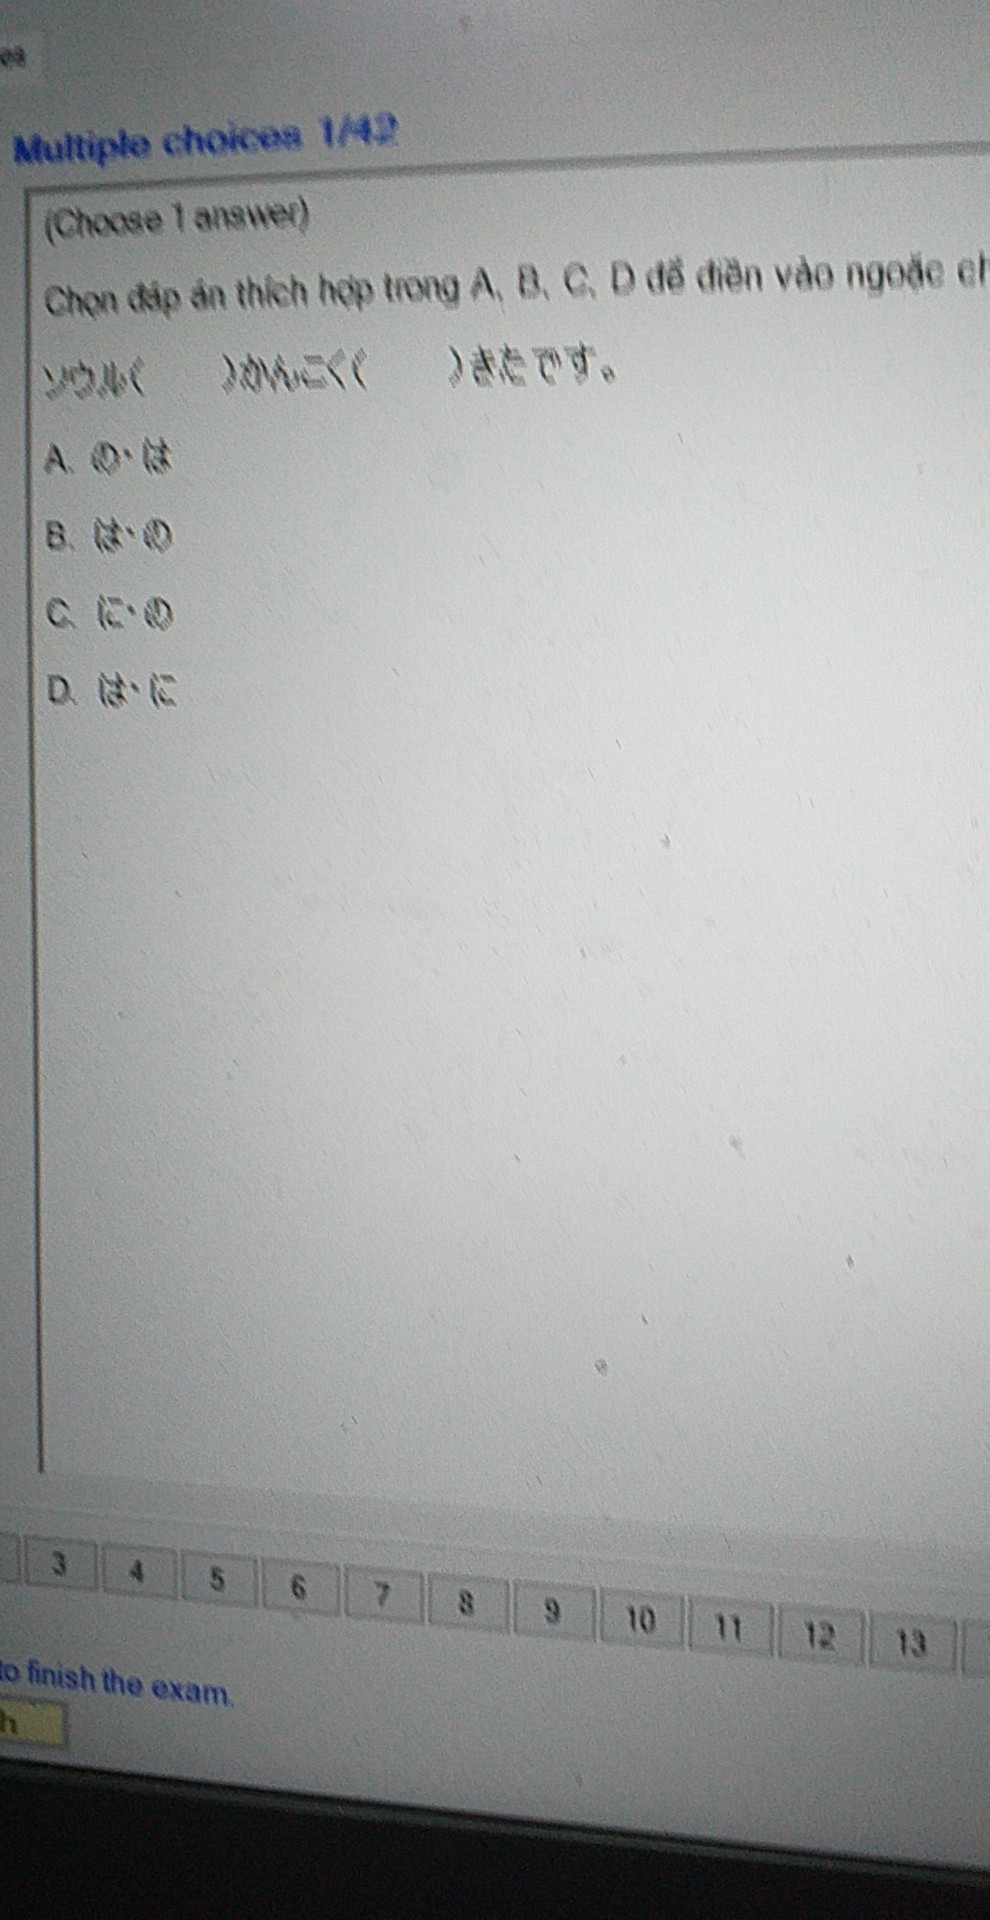 Multiple choices 1/42
(Choose 1 answer)
Chọn đáp án thích hợp trong A, B, C, D để điền vào ngoặc
ソウル( )かんこく( )きたです。
A. の・は
B. は・の
C. に・の
D. は・に
3 4 5 6 7 8 9 10 11 12 13
to finish the exam.